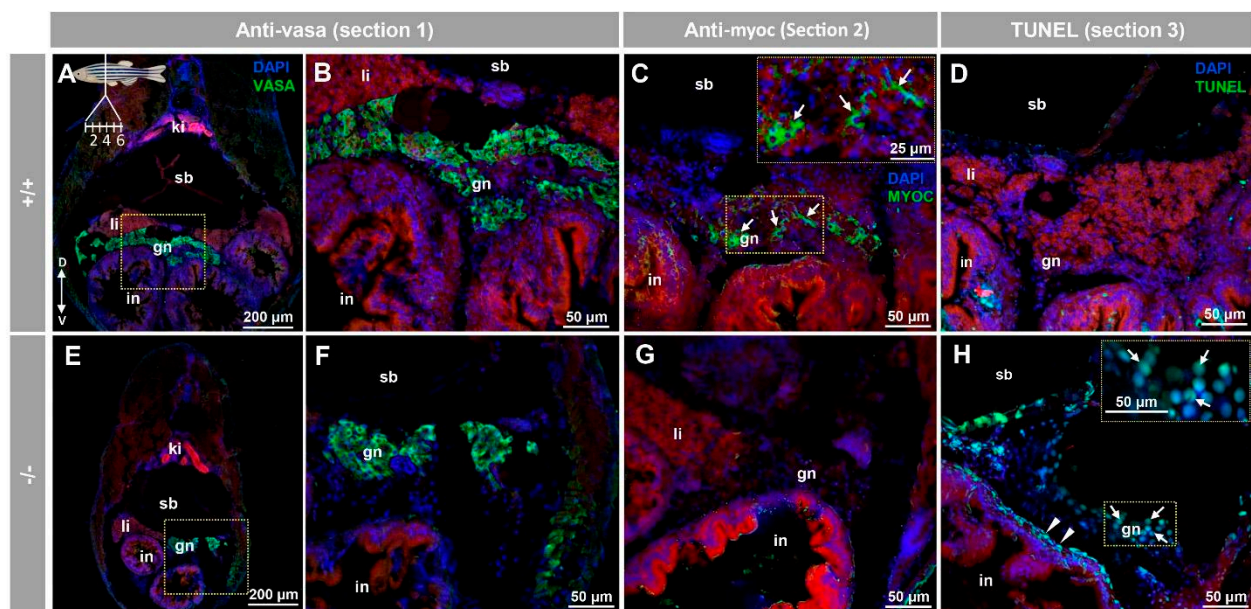 Anti-vasa (section 1)
Anti-myoc (Section 2)
TUNEL (section 3)
+/+
A
DAPI
VASA
2 4 6
ki
sb
li
gn
D
V
in
200 µm
B
sb
li
gn
in
50 µm
C
sb
25 µm
DAPI
MYOC
gn
in
50 µm
D
DAPI
TUNEL
sb
li
in
gn
50 µm
-/-
E
ki
sb
li
in
gn
200 µm
F
sb
gn
in
50 µm
G
li
gn
in
50 µm
H
sb
50 µm
gn
in
50 µm